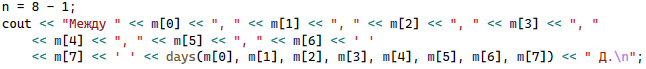 n = 8 - 1;
cout << "Между " << m[0] << ", " << m[1] << ", " << m[2] << ", " << m[3] << ", "
<< m[4] << ", " << m[5] << ", " << m[6] << ' '
<< m[7] << ' ' << days(m[0], m[1], m[2], m[3], m[4], m[5], m[6], m[7]) << " Д.\n";